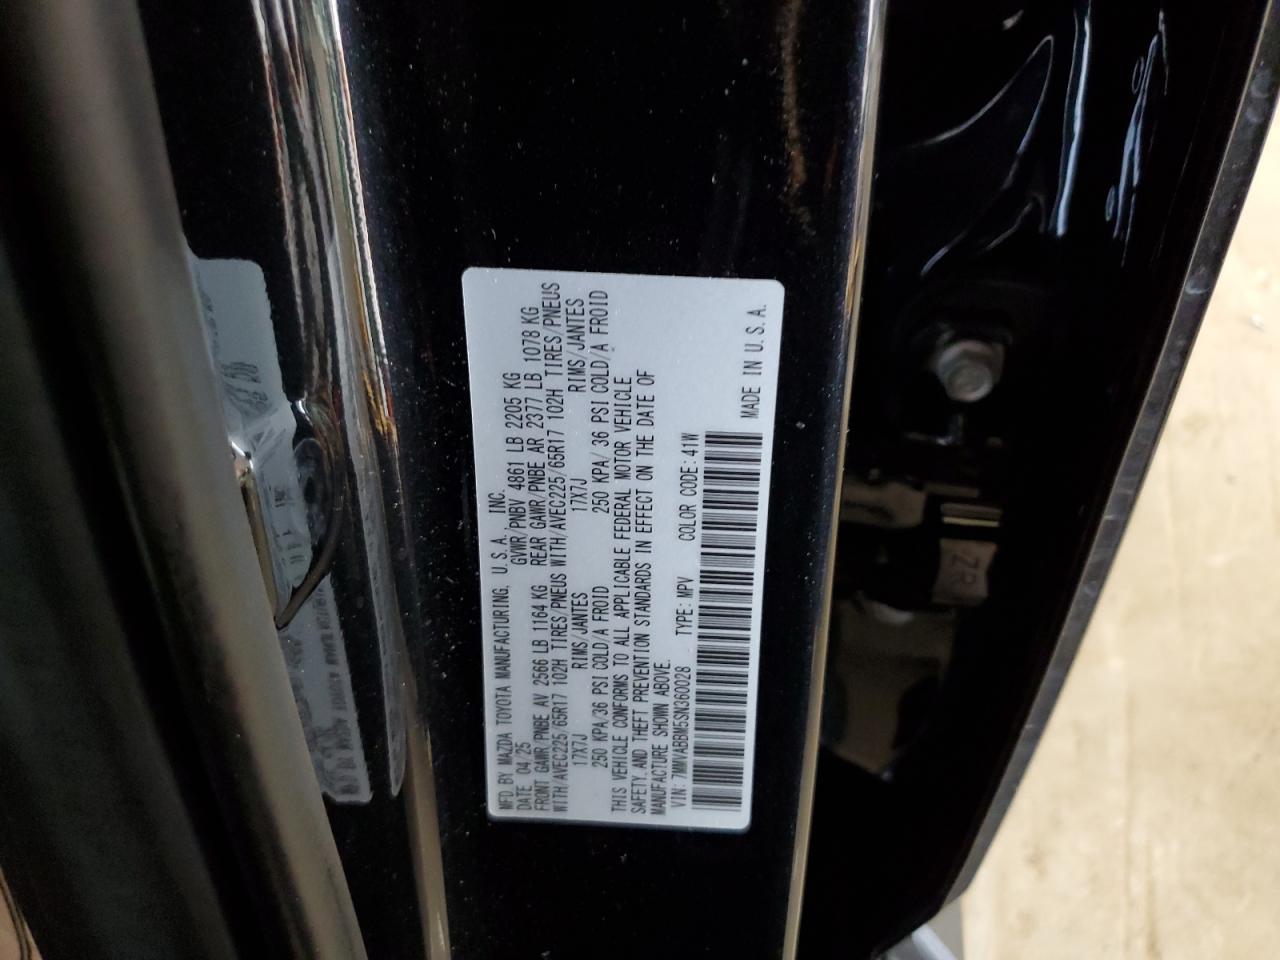 MFD BY MAZDA TOYOTA MANUFACTURING, U.S.A., INC.
DATE 04/25 GVWR/PNBV 4861 LB 2205 KG
FRONT GAWR/PNBE AV 2566 LB 1164 KG REAR GAWR/PNBE AR 2377 LB 1078 KG
WITH/AVEC225/65R17 102H TIRES/PNEUS WITH/AVEC225/65R17 102H TIRES/PNEUS
17X7J RIMS/JANTES 17X7J RIMS/JANTES
250 KPA/36 PSI COLD/A FROID 250 KPA/36 PSI COLD/A FROID
THIS VEHICLE CONFORMS TO ALL APPLICABLE FEDERAL MOTOR VEHICLE
SAFETY, AND THEFT PREVENTION STANDARDS IN EFFECT ON THE DATE OF
MANUFACTURE SHOWN ABOVE.
VIN: 7MMVABBM5SN360028 TYPE: MPV COLOR CODE: 41W
MADE IN U.S.A.
ZR